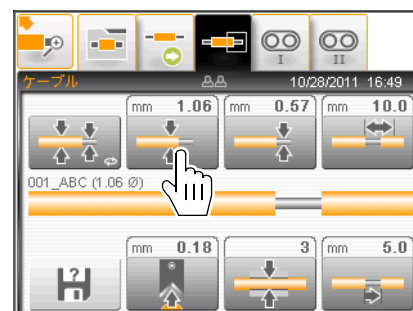 I II
ケーブル 10/28/2011 16:49
mm 1.06 mm 0.57 mm 10.0
001_ABC (1.06 Ø)
mm 0.18 3 mm 5.0
?